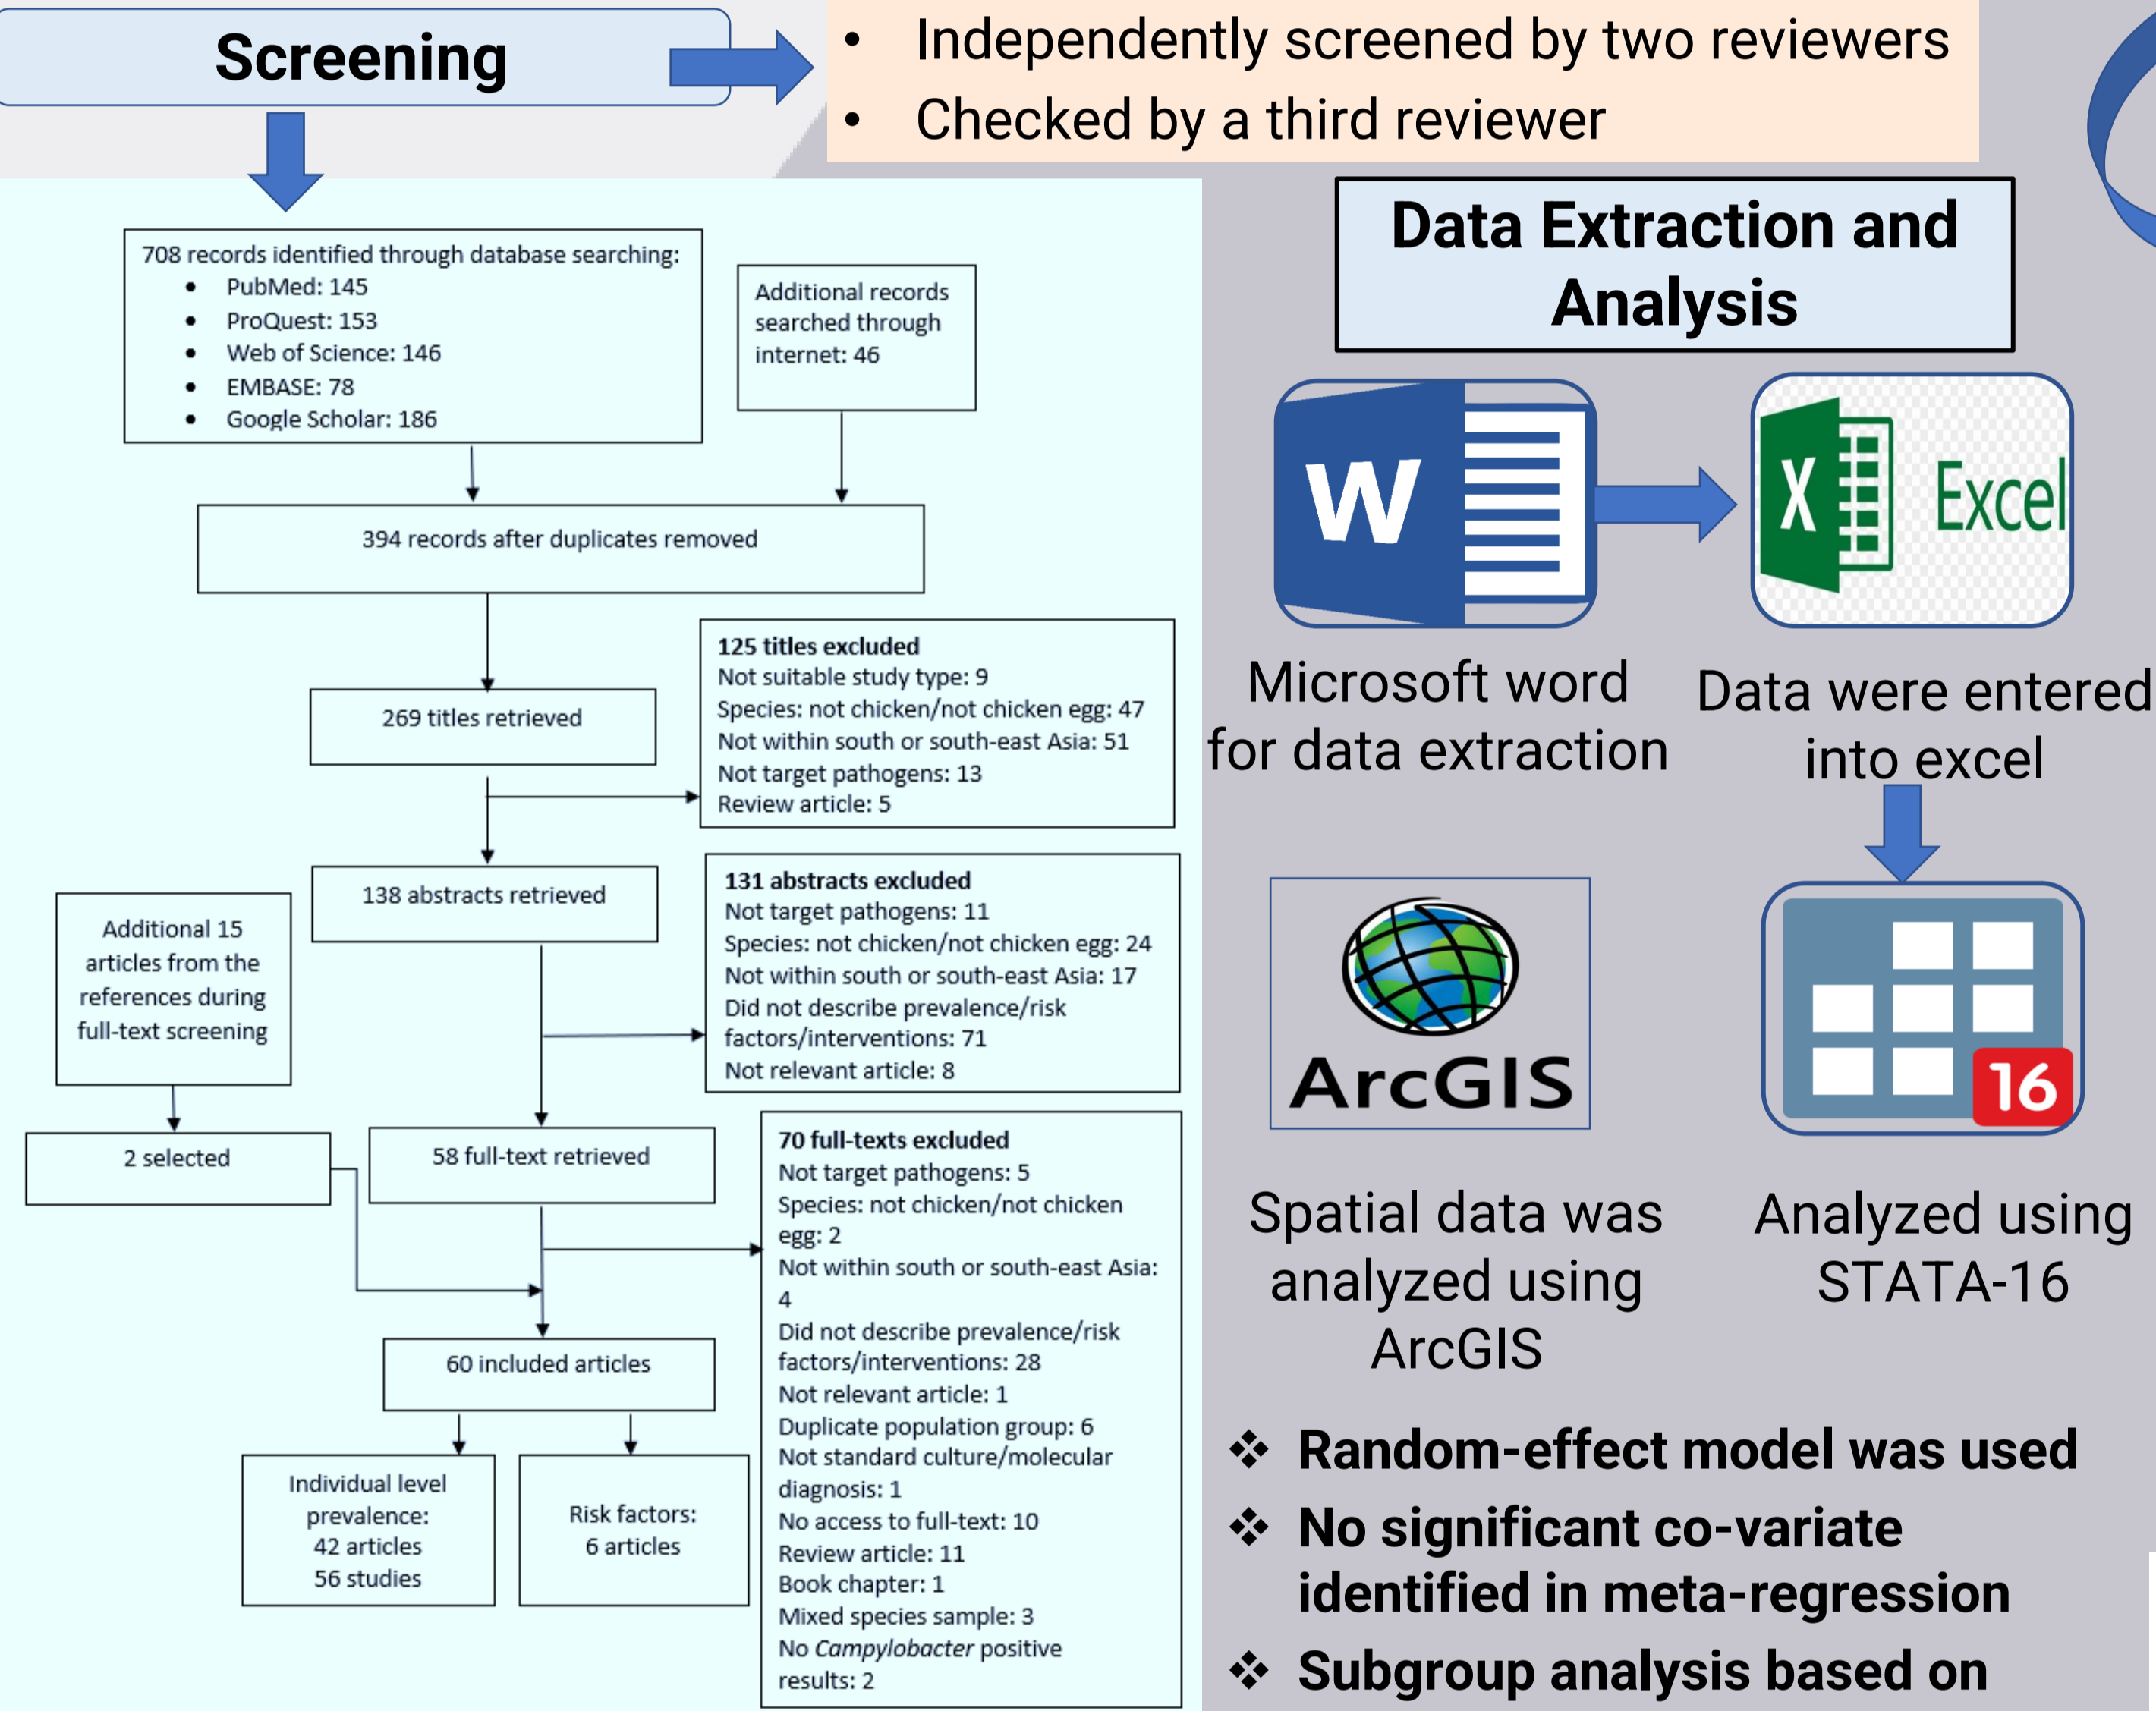 Screening
• Independently screened by two reviewers
• Checked by a third reviewer
708 records identified through database searching:
• PubMed: 145
• ProQuest: 153
• Web of Science: 146
• EMBASE: 78
• Google Scholar: 186
Additional records
searched through
internet: 46
394 records after duplicates removed
269 titles retrieved
125 titles excluded
Not suitable study type: 9
Species: not chicken/not chicken egg: 47
Not within south or south-east Asia: 51
Not target pathogens: 13
Review article: 5
138 abstracts retrieved
131 abstracts excluded
Not target pathogens: 11
Species: not chicken/not chicken egg: 24
Not within south or south-east Asia: 17
Did not describe prevalence/risk
factors/interventions: 71
Not relevant article: 8
Additional 15
articles from the
references during
full-text screening
2 selected
58 full-text retrieved
70 full-texts excluded
Not target pathogens: 5
Species: not chicken/not chicken
egg: 2
Not within south or south-east Asia:
4
Did not describe prevalence/risk
factors/interventions: 28
Not relevant article: 1
Duplicate population group: 6
Not standard culture/molecular
diagnosis: 1
No access to full-text: 10
Review article: 11
Book chapter: 1
Mixed species sample: 3
No Campylobacter positive
results: 2
60 included articles
Individual level
prevalence:
42 articles
56 studies
Risk factors:
6 articles
Data Extraction and
Analysis
W
X Excel
Microsoft word
for data extraction
Data were entered
into excel
ArcGIS
16
Spatial data was
analyzed using
ArcGIS
Analyzed using
STATA-16
❖ Random-effect model was used
❖ No significant co-variate
identified in meta-regression
❖ Subgroup analysis based on